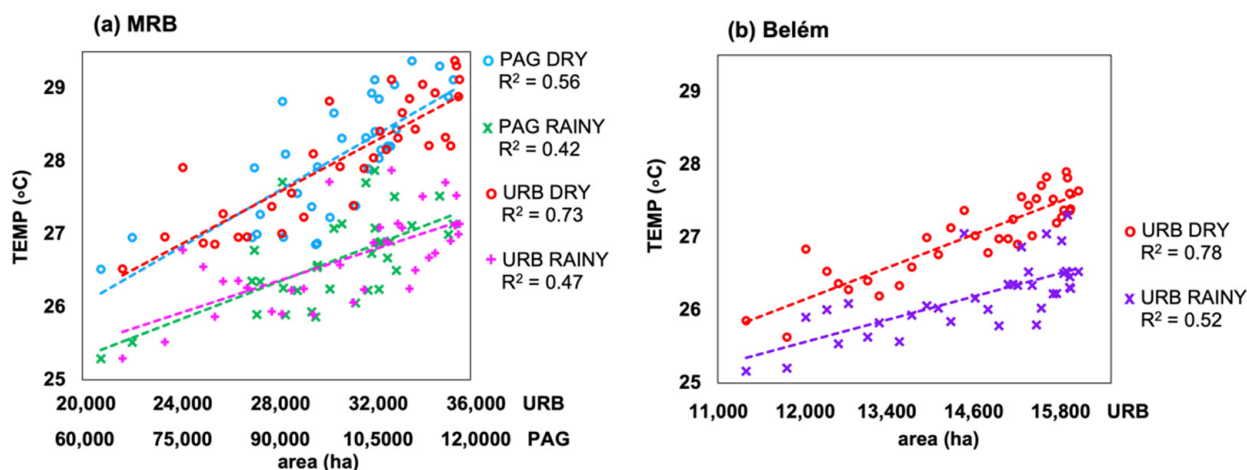 (a) MRB
TEMP (∘C)
29
28
27
26
25
20,000 24,000 28,000 32,000 36,000 URB
60,000 75,000 90,000 10,5000 12,0000 PAG
area (ha)
PAG DRY
R² = 0.56
PAG RAINY
R² = 0.42
URB DRY
R² = 0.73
URB RAINY
R² = 0.47
(b) Belém
TEMP (∘C)
29
28
27
26
25
11,000 12,000 13,400 14,600 15,800 URB
area (ha)
URB DRY
R² = 0.78
URB RAINY
R² = 0.52